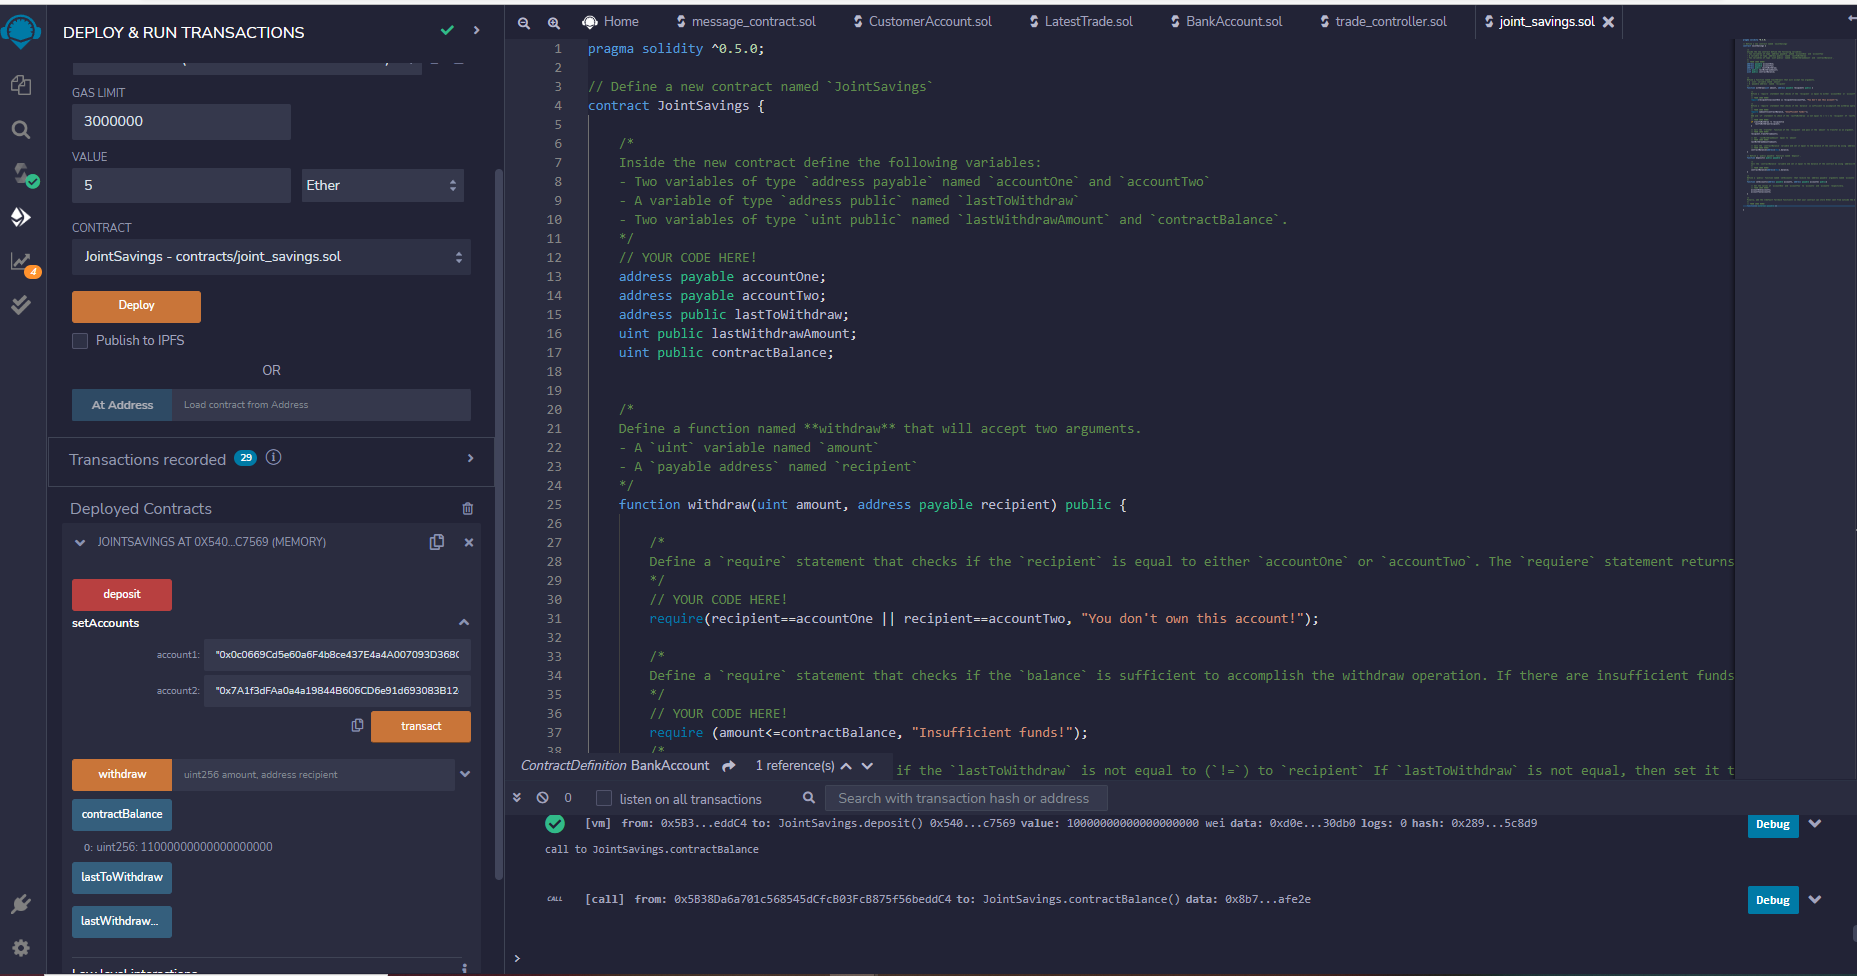 DEPLOY & RUN TRANSACTIONS
GAS LIMIT
3000000
VALUE
5
Ether
CONTRACT
JointSavings - contracts/joint_savings.sol
Deploy
Publish to IPFS
OR
At Address
Load contract from Address
Transactions recorded 29
Deployed Contracts
JOINTSAVINGS AT 0X540...C7569 (MEMORY)
deposit
setAccounts
account1: "0x0c0669Cd5e60a6F4b8ce437E4a4A007093D368
account2: "0x7A1f3dFAa0a4a19844B606CD6e91d693083B12
transact
withdraw uint256 amount, address recipient
contractBalance
0: uint256: 11000000000000000000
lastToWithdraw
lastWithdraw...
Low level interactions
4
Home
message_contract.sol
CustomerAccount.sol
LatestTrade.sol
BankAccount.sol
trade_controller.sol
joint_savings.sol
1 pragma solidity ^0.5.0;
2
3 // Define a new contract named `JointSavings`
4 contract JointSavings {
5
6 /*
7 Inside the new contract define the following variables:
8 - Two variables of type `address payable` named `accountOne` and `accountTwo`
9 - A variable of type `address public` named `lastToWithdraw`
10 - Two variables of type `uint public` named `lastWithdrawAmount` and `contractBalance`.
11 */
12 // YOUR CODE HERE!
13 address payable accountOne;
14 address payable accountTwo;
15 address public lastToWithdraw;
16 uint public lastWithdrawAmount;
17 uint public contractBalance;
18
19
20 /*
21 Define a function named **withdraw** that will accept two arguments.
22 - A `uint` variable named `amount`
23 - A `payable address` named `recipient`
24 */
25 function withdraw(uint amount, address payable recipient) public {
26
27 /*
28 Define a `require` statement that checks if the `recipient` is equal to either `accountOne` or `accountTwo`. The `requiere` statement returns
29 */
30 // YOUR CODE HERE!
31 require(recipient==accountOne || recipient==accountTwo, "You don't own this account!");
32
33 /*
34 Define a `require` statement that checks if the `balance` is sufficient to accomplish the withdraw operation. If there are insufficient funds
35 */
36 // YOUR CODE HERE!
37 require (amount<=contractBalance, "Insufficient funds!");
38 /*
ContractDefinition BankAccount 1 reference(s)
if the `lastToWithdraw` is not equal to (`!=`) to `recipient` If `lastToWithdraw` is not equal, then set it t
0 listen on all transactions
Search with transaction hash or address
[vm] from: 0x5B3...eddC4 to: JointSavings.deposit() 0x540...c7569 value: 10000000000000000000 wei data: 0xd0e...30db0 logs: 0 hash: 0x289...5c8d9
Debug
call to JointSavings.contractBalance
CALL [call] from: 0x5B38Da6a701c568545dCfcB03FcB875f56beddC4 to: JointSavings.contractBalance() data: 0x8b7...afe2e
Debug
>